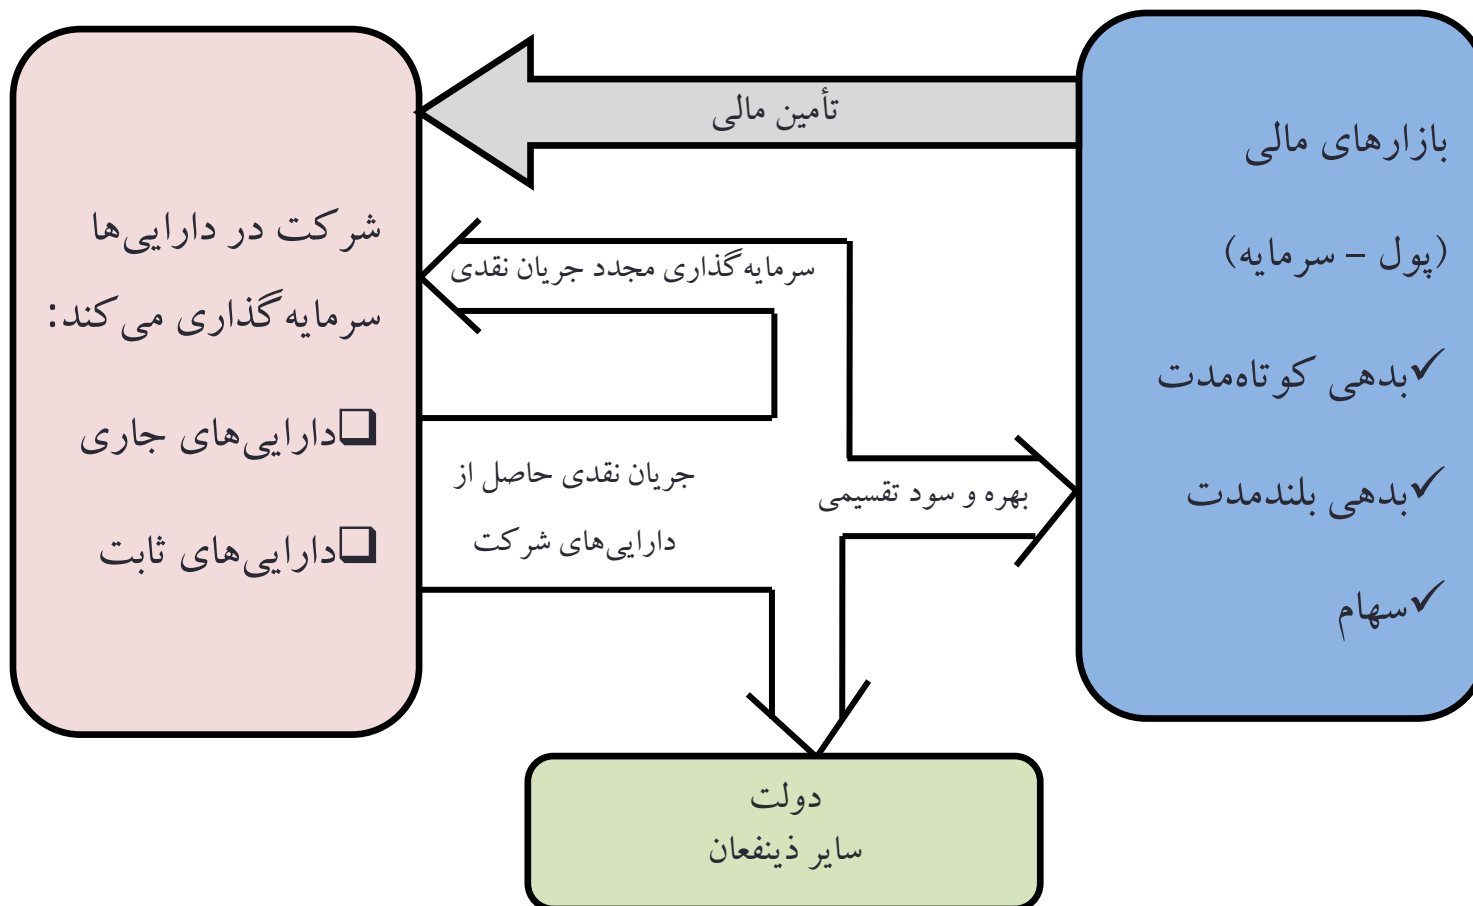 تأمین مالی
بازارهای مالی
(پول – سرمایه)
✓بدهی کوتاه‌مدت
✓بدهی بلندمدت
✓سهام
شرکت در دارایی‌ها
سرمایه‌گذاری می‌کند:
❑دارایی‌های جاری
❑دارایی‌های ثابت
سرمایه‌گذاری مجدد جریان نقدی
جریان نقدی حاصل از
دارایی‌های شرکت
بهره و سود تقسیمی
دولت
سایر ذینفعان